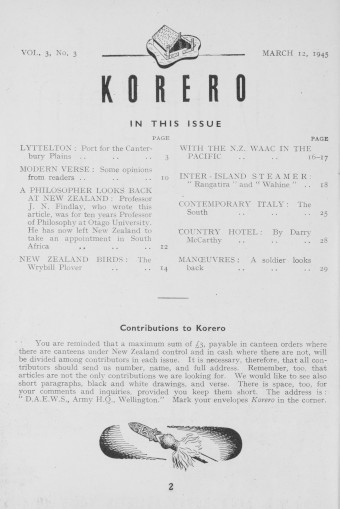 VOL. 3, No. 3
MARCH 12, 1945
KORERO
IN THIS ISSUE
PAGE
LYTTELTON: Port for the Canter-
bury Plains .. .. .. 3
MODERN VERSE: Some opinions
from readers .. .. .. 10
A PHILOSOPHER LOOKS BACK
AT NEW ZEALAND: Professor
J. N. Findlay, who wrote this
article, was for ten years Professor
of Philosophy at Otago University.
He has now left New Zealand to
take an appointment in South
Africa .. .. .. 12
NEW ZEALAND BIRDS: The
Wrybill Plover .. .. 14
PAGE
WITH THE N.Z. WAAC IN THE
PACIFIC .. .. .. 16-17
INTER-ISLAND STEAMER:
"Rangatira" and "Wahine" .. 18
CONTEMPORARY ITALY: The
South .. .. .. 25
COUNTRY HOTEL: By Darry
McCarthy .. .. .. 28
MANŒUVRES: A soldier looks
back .. .. .. 29
Contributions to Korero
You are reminded that a maximum sum of £5, payable in canteen orders where
there are canteens under New Zealand control and in cash where there are not, will
be divided among contributors in each issue. It is necessary, therefore, that all con-
tributors should send us number, name, and full address. Remember, too, that
articles are not the only contributions we are looking for. We would like to see also
short paragraphs, black and white drawings, and verse. There is space, too, for
your comments and inquiries, provided you keep them short. The address is:
"D.A.E.W.S., Army H.Q., Wellington." Mark your envelopes Korero in the corner.
2